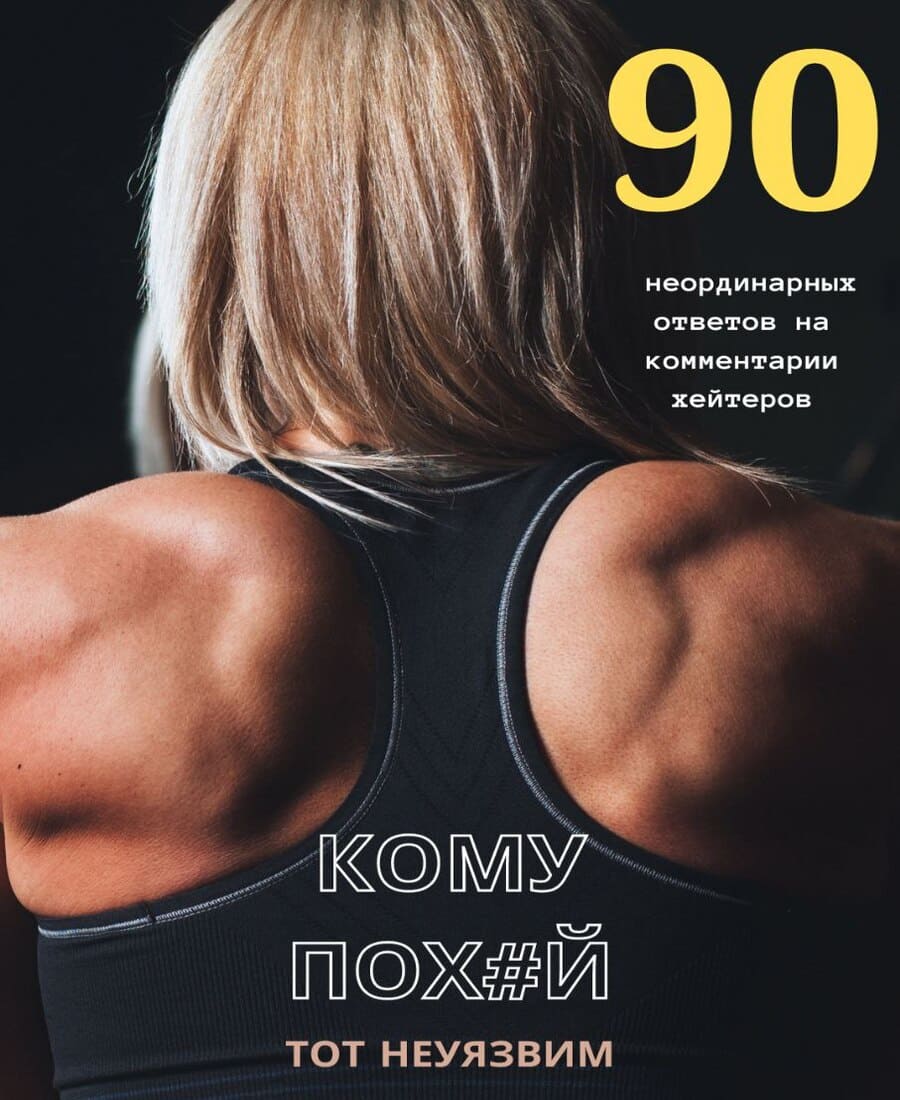 90
неординарных
ответов на
комментарии
хейтеров
КОМУ
ПОХ#Й
ТОТ НЕУЯЗВИМ